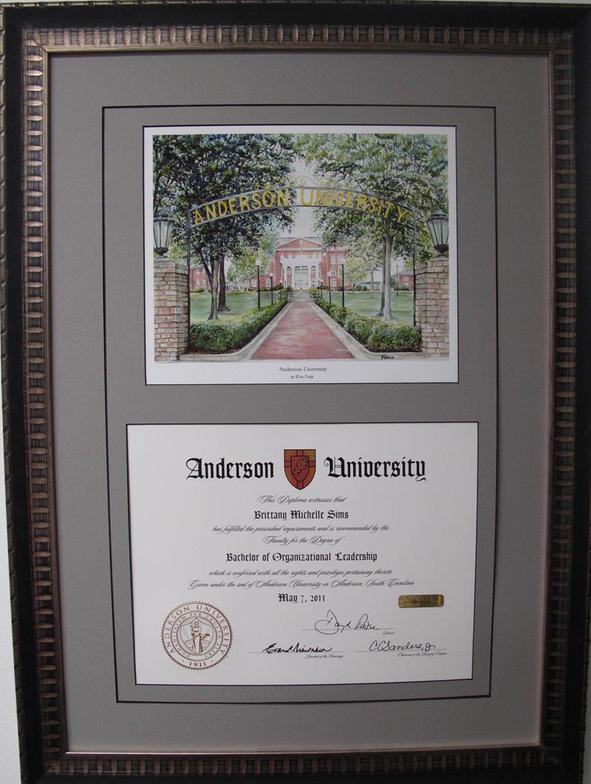 ANDERSON UNIVERSITY
Anderson University
Anderson University
This Diploma witnesses that
Brittany Michelle Sims
has fulfilled the prescribed requirements and is recommended by the
Faculty for the Degree of
Bachelor of Organizational Leadership
which is conferred with all the rights and privileges pertaining thereto.
Given under the seal of Anderson University in Anderson, South Carolina
May 7, 2011
ANDERSON UNIVERSITY
1911